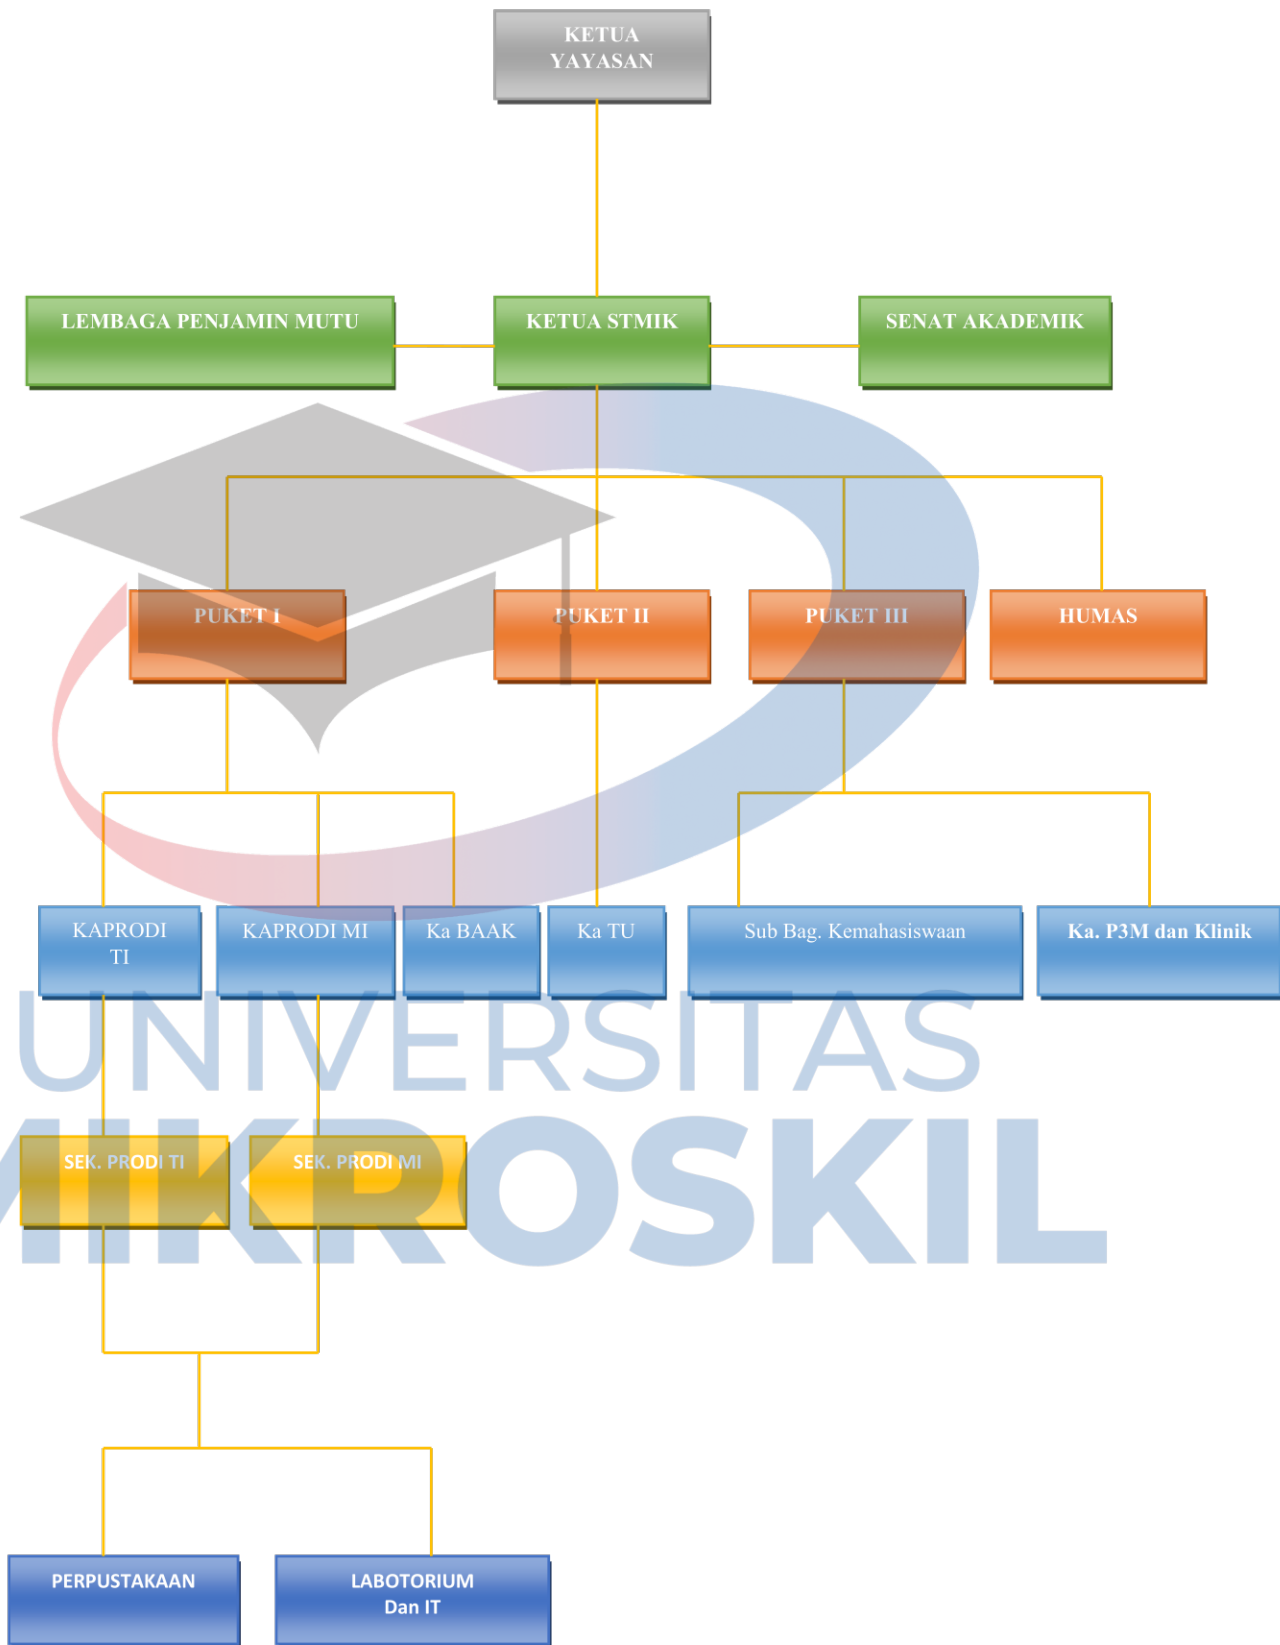 KETUA
YAYASAN
LEMBAGA PENJAMIN MUTU
KETUA STMIK
SENAT AKADEMIK
PUKET I
PUKET II
PUKET III
HUMAS
KAPRODI
TI
KAPRODI MI
Ka BAAK
Ka TU
Sub Bag. Kemahasiswaan
Ka. P3M dan Klinik
UNIVERSITAS
MIKROSKIL
SEK. PRODI TI
SEK. PRODI MI
PERPUSTAKAAN
LABOTORIUM
Dan IT